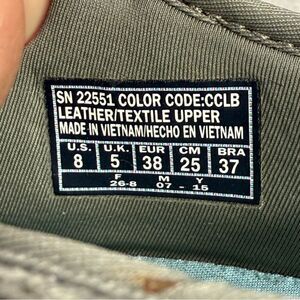 SN 22551 COLOR CODE:CCLB
LEATHER/TEXTILE UPPER
MADE IN VIETNAM/HECHO EN VIETNAM
U.S. U.K. EUR CM BRA
8 5 38 25 37
F M Y
26-8 07 - 15